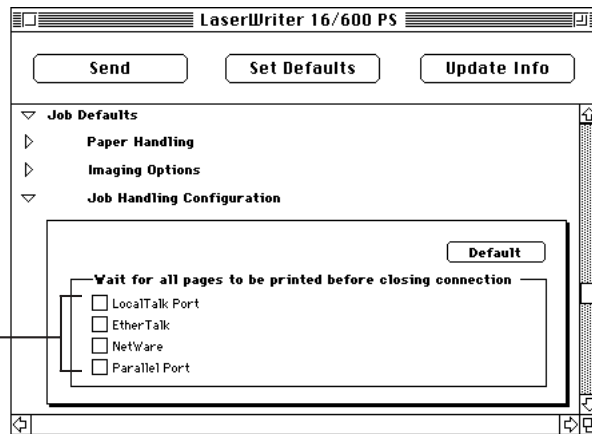 LaserWriter 16/600 PS
Send Set Defaults Update Info
Job Defaults
Paper Handling
Imaging Options
Job Handling Configuration
Default
Wait for all pages to be printed before closing connection
LocalTalk Port
EtherTalk
NetWare
Parallel Port